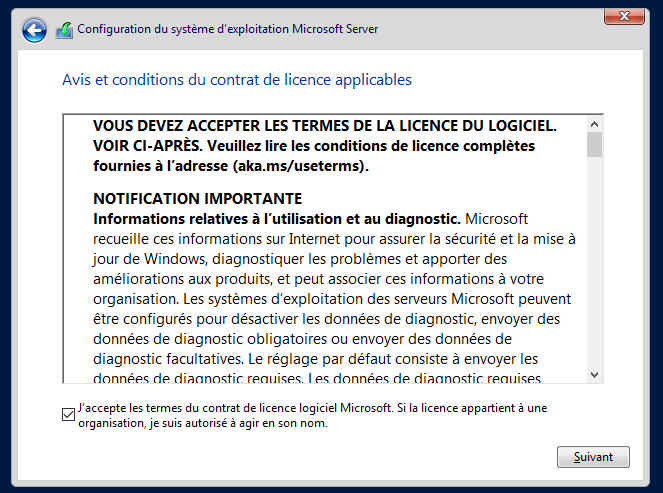 Configuration du système d'exploitation Microsoft Server
Avis et conditions du contrat de licence applicables
VOUS DEVEZ ACCEPTER LES TERMES DE LA LICENCE DU LOGICIEL.
VOIR CI-APRÈS. Veuillez lire les conditions de licence complètes
fournies à l'adresse (aka.ms/useterms).
NOTIFICATION IMPORTANTE
Informations relatives à l'utilisation et au diagnostic. Microsoft
recueille ces informations sur Internet pour assurer la sécurité et la mise à
jour de Windows, diagnostiquer les problèmes et apporter des
améliorations aux produits, et peut associer ces informations à votre
organisation. Les systèmes d'exploitation des serveurs Microsoft peuvent
être configurés pour désactiver les données de diagnostic, envoyer des
données de diagnostic obligatoires ou envoyer des données de
diagnostic facultatives. Le réglage par défaut consiste à envoyer les
données de diagnostic requises. Les données de diagnostic requises
J'accepte les termes du contrat de licence logiciel Microsoft. Si la licence appartient à une
organisation, je suis autorisé à agir en son nom.
Suivant